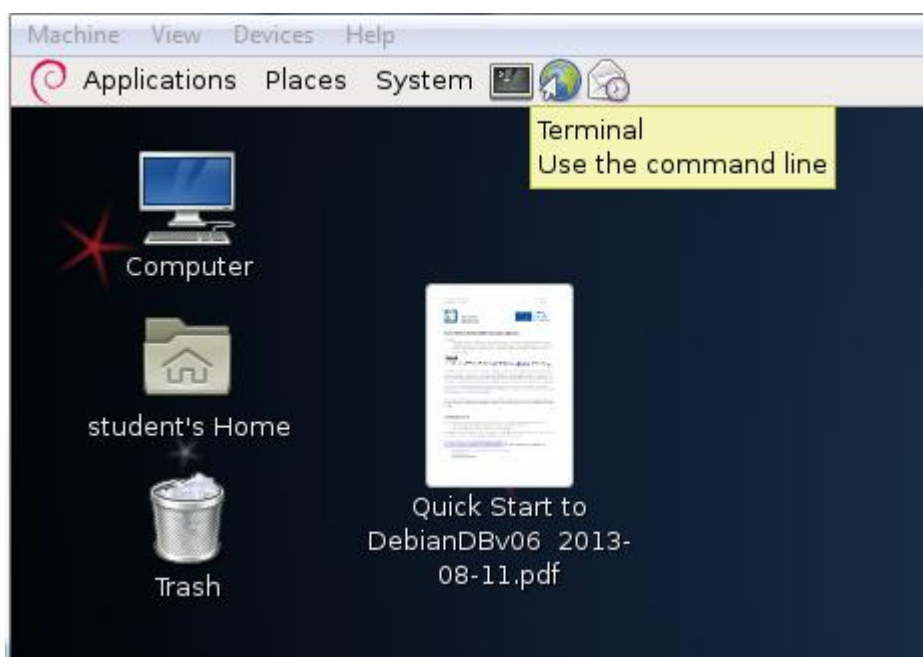 Machine View Devices Help
Applications Places System
Terminal
Use the command line
Computer
student's Home
Trash
Quick Start to
DebianDBv06 2013-
08-11.pdf